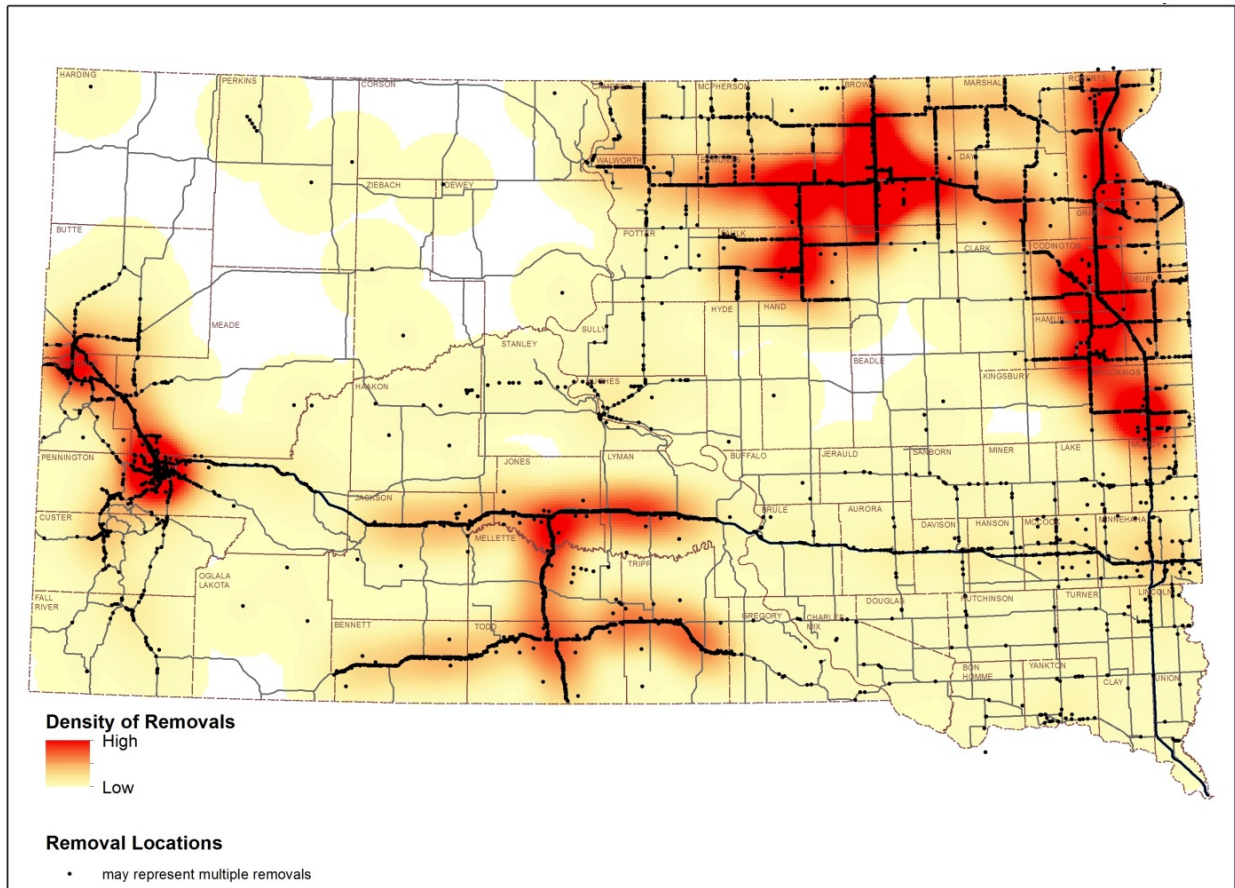 HARDING
PERKINS
CORSON
CAMPBELL
MCPHERSON
BROWN
MARSHALL
ROBERTS
WALWORTH
EDMUNDS
DAY
ZIEBACH
DEWEY
GRANT
BUTTE
POTTER
FAULK
CLARK
CODINGTON
DEUEL
MEADE
SULLY
HYDE
HAND
HAMLIN
STANLEY
BEADLE
KINGSBURY
BROOKINGS
HAAKON
HUGHES
PENNINGTON
JONES
LYMAN
BUFFALO
JERAULD
SANBORN
MINER
LAKE
MOODY
JACKSON
CUSTER
BRULE
AURORA
DAVISON
HANSON
MCCOOK
MINNEHAHA
MELLETTE
TRIPP
OGLALA
LAKOTA
FALL
RIVER
BENNETT
TODD
GREGORY
CHARLES
MIX
DOUGLAS
HUTCHINSON
TURNER
LINCOLN
BON
HOMME
YANKTON
CLAY
UNION
Density of Removals
High
Low
Removal Locations
may represent multiple removals